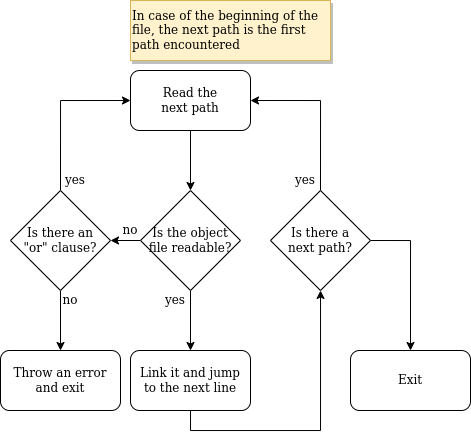 In case of the beginning of the
file, the next path is the first
path encountered
Read the
next path
yes
yes
Is there an
"or" clause?
no
Is the object
file readable?
Is there a
next path?
no
yes
Throw an error
and exit
Link it and jump
to the next line
Exit